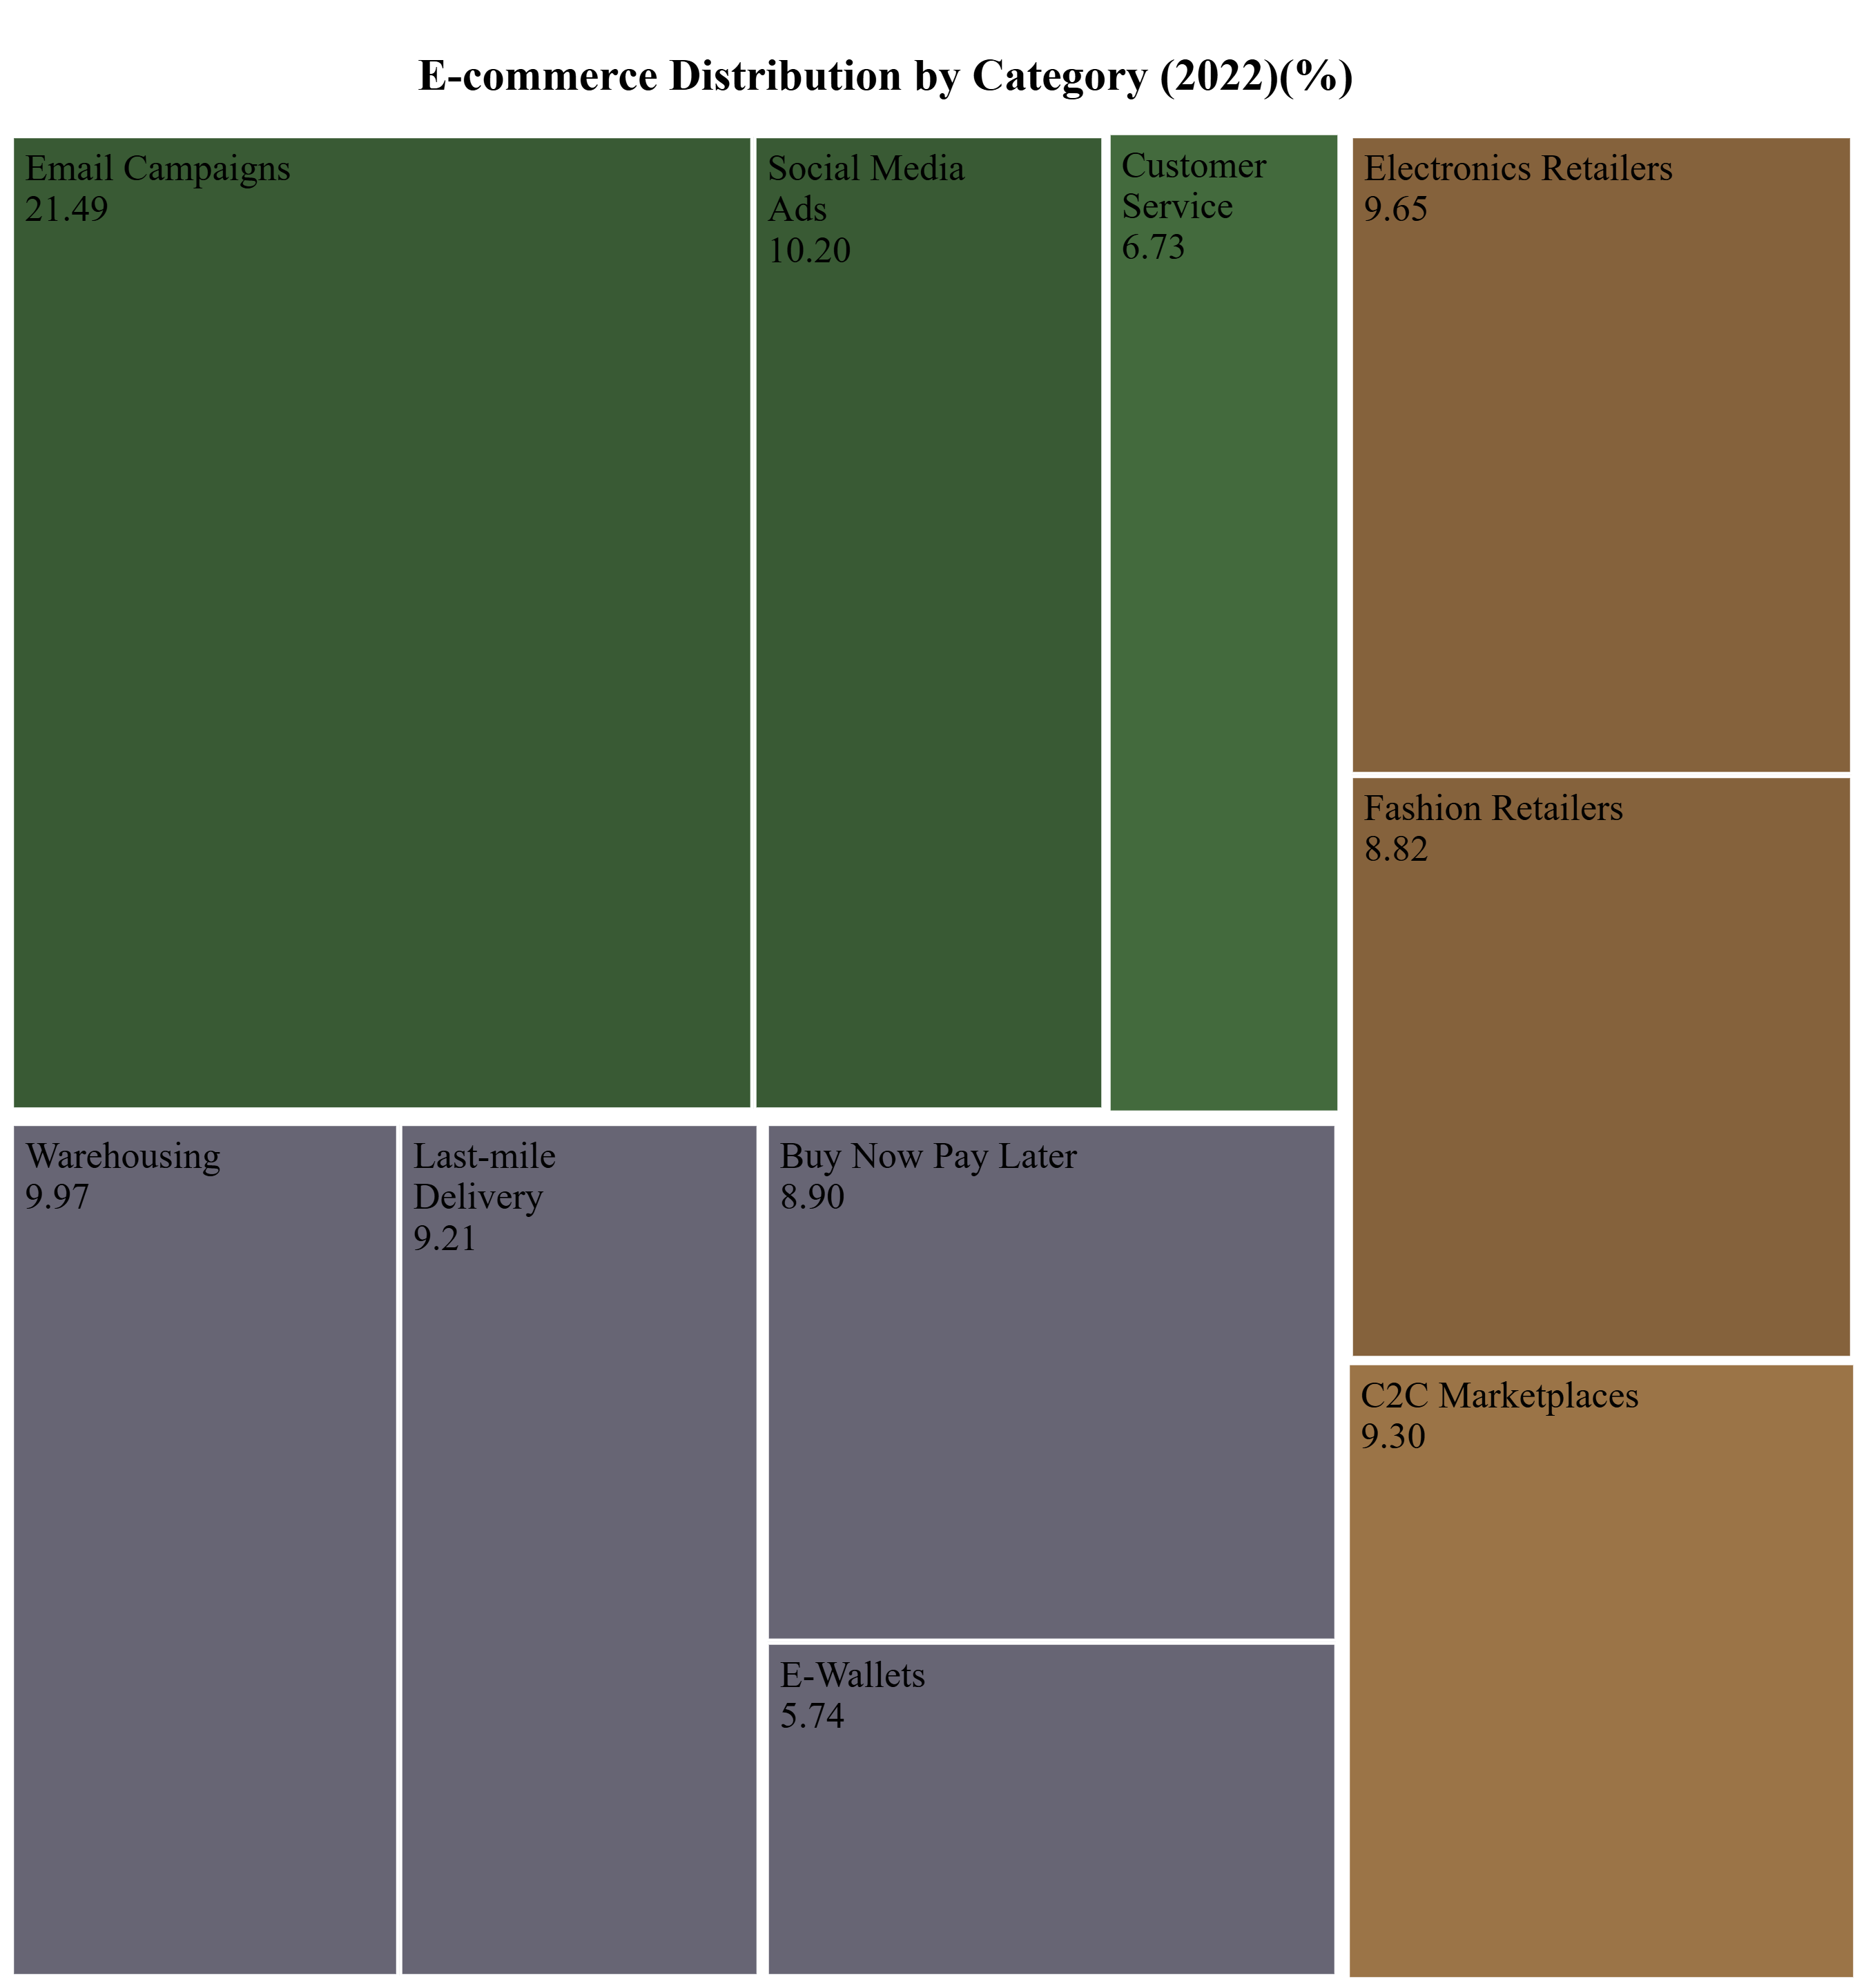 E-commerce Distribution by Category (2022)(%)
Email Campaigns
21.49
Social Media
Ads
10.20
Customer
Service
6.73
Electronics Retailers
9.65
Fashion Retailers
8.82
Warehousing
9.97
Last-mile
Delivery
9.21
Buy Now Pay Later
8.90
E-Wallets
5.74
C2C Marketplaces
9.30